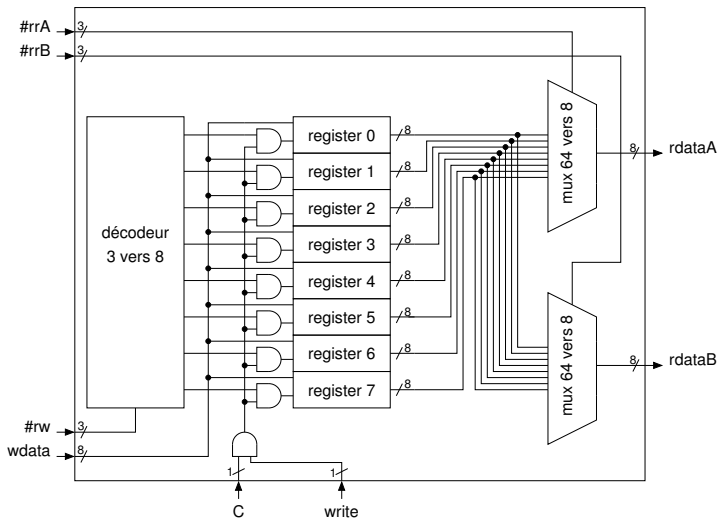 #rrA
3
#rrB
3
register 0
8
register 1
8
register 2
8
register 3
8
register 4
8
register 5
8
register 6
8
register 7
8
décodeur
3 vers 8
mux 64 vers 8
8
rdataA
mux 64 vers 8
8
rdataB
#rw
3
wdata
8
1
1
C
write